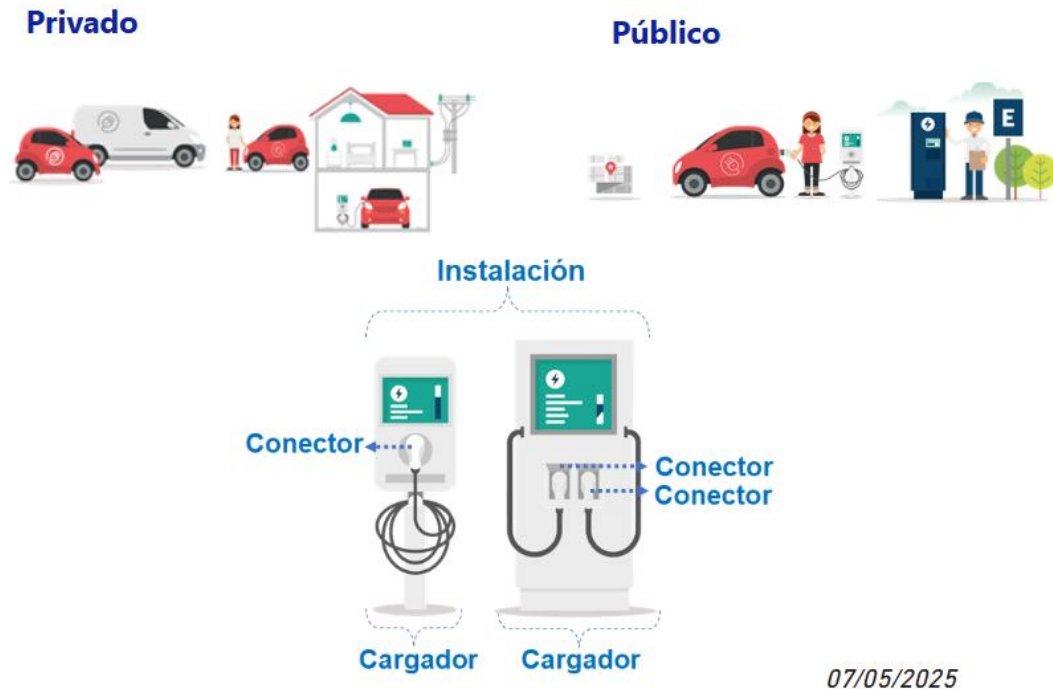 Privado
Público
E
Instalación
Conector
Conector
Conector
Cargador
Cargador
07/05/2025